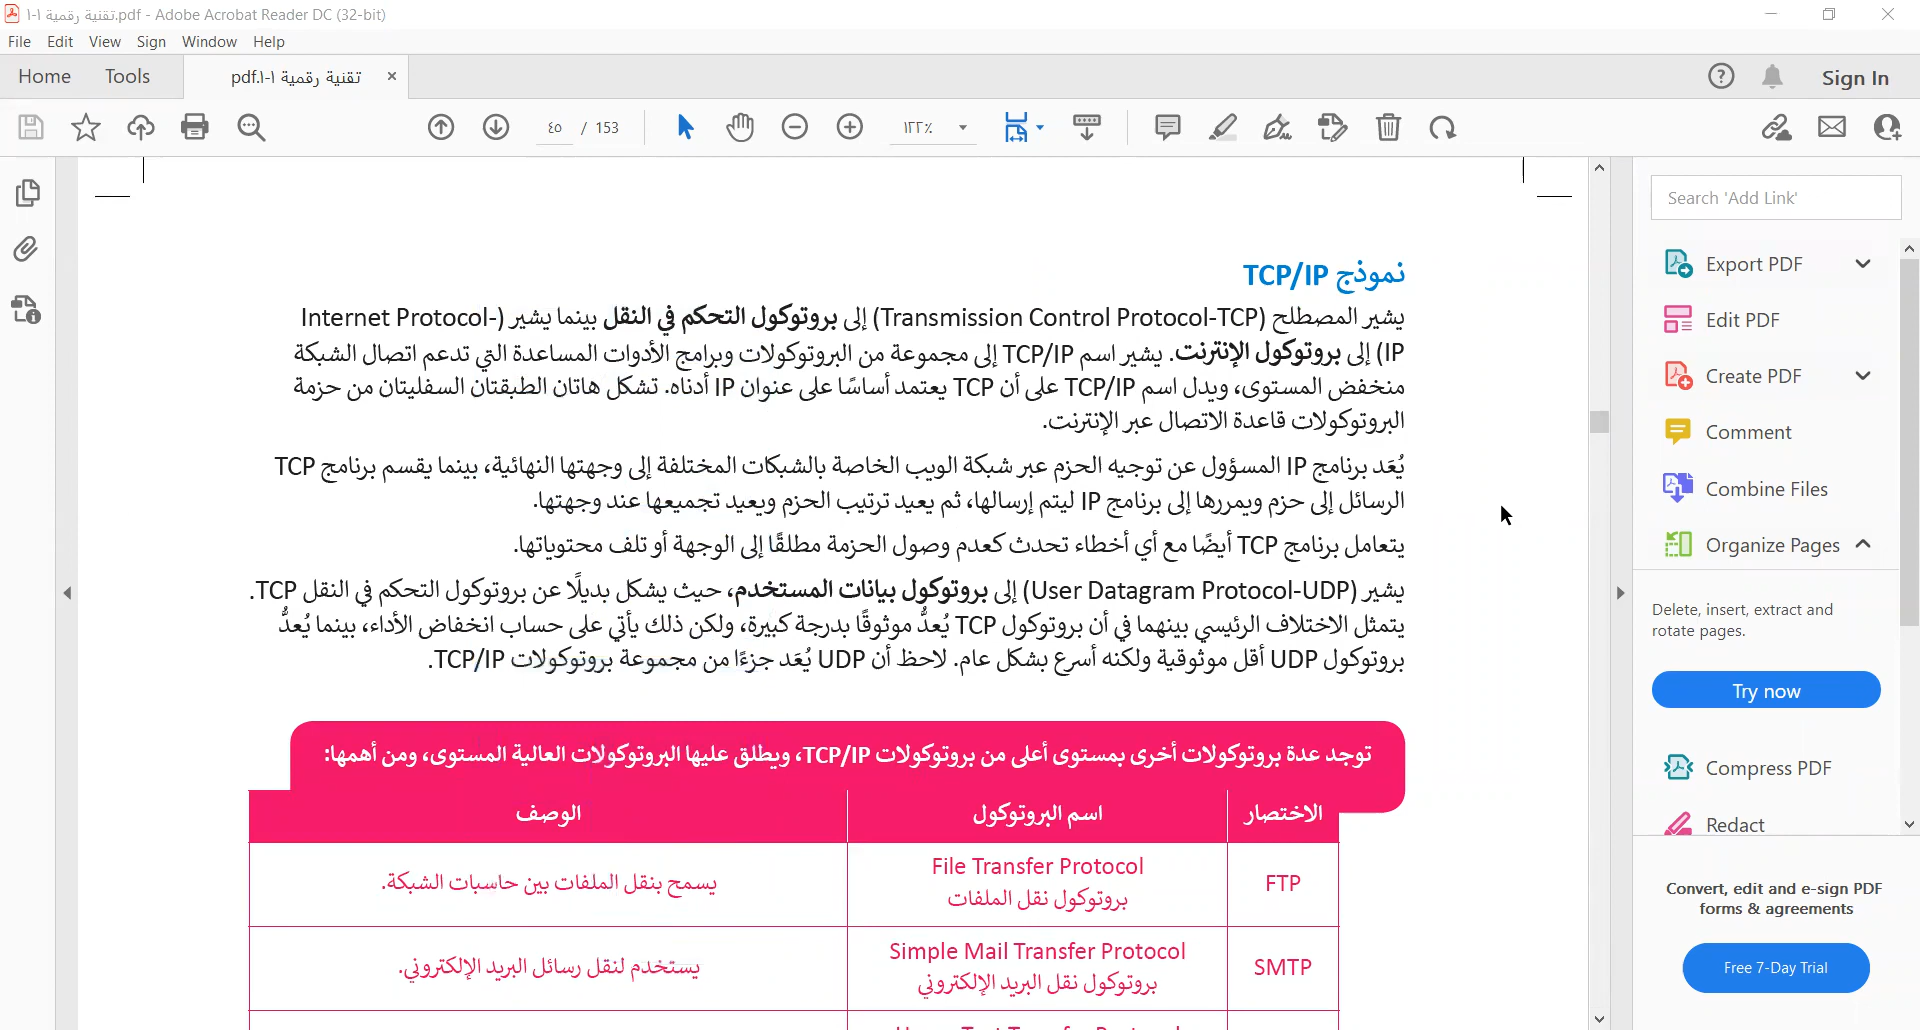 تقنية رقمية ١-١.pdf - Adobe Acrobat Reader DC (32-bit)
File Edit View Sign Window Help
Home Tools تقنية رقمية ١-١.pdf × Sign In
٤٥ / 153 ١٢٢٪
نموذج TCP/IP
يشير المصطلح (Transmission Control Protocol-TCP) إلى بروتوكول التحكم في النقل بينما يشير (Internet Protocol-
IP) إلى بروتوكول الإنترنت. يشير اسم TCP/IP إلى مجموعة من البروتوكولات وبرامج الأدوات المساعدة التي تدعم اتصال الشبكة
منخفض المستوى، ويدل اسم TCP/IP على أن TCP يعتمد أساسًا على عنوان IP أدناه. تشكل هاتان الطبقتان السفليتان من حزمة
البروتوكولات قاعدة الاتصال عبر الإنترنت.
يُعَد برنامج IP المسؤول عن توجيه الحزم عبر شبكة الويب الخاصة بالشبكات المختلفة إلى وجهتها النهائية، بينما يقسم برنامج TCP
الرسائل إلى حزم ويمررها إلى برنامج IP ليتم إرسالها، ثم يعيد ترتيب الحزم ويعيد تجميعها عند وجهتها.
يتعامل برنامج TCP أيضًا مع أي أخطاء تحدث كعدم وصول الحزمة مطلقًا إلى الوجهة أو تلف محتوياتها.
يشير (User Datagram Protocol-UDP) إلى بروتوكول بيانات المستخدم، حيث يشكل بديلًا عن بروتوكول التحكم في النقل TCP.
يتمثل الاختلاف الرئيسي بينهما في أن بروتوكول TCP يُعدُّ موثوقًا بدرجة كبيرة، ولكن ذلك يأتي على حساب انخفاض الأداء، بينما يُعدُّ
بروتوكول UDP أقل موثوقية ولكنه أسرع بشكل عام. لاحظ أن UDP يُعَد جزءًا من مجموعة بروتوكولات TCP/IP.
توجد عدة بروتوكولات أخرى بمستوى أعلى من بروتوكولات TCP/IP، ويطلق عليها البروتوكولات العالية المستوى، ومن أهمها:
الاختصار اسم البروتوكول الوصف
FTP
File Transfer Protocol
بروتوكول نقل الملفات
يسمح بنقل الملفات بين حاسبات الشبكة.
SMTP
Simple Mail Transfer Protocol
بروتوكول نقل البريد الإلكتروني
يستخدم لنقل رسائل البريد الإلكتروني.
Search 'Add Link'
Export PDF
Edit PDF
Create PDF
Comment
Combine Files
Organize Pages
Delete, insert, extract and
rotate pages.
Try now
Compress PDF
Redact
Convert, edit and e-sign PDF
forms & agreements
Free 7-Day Trial